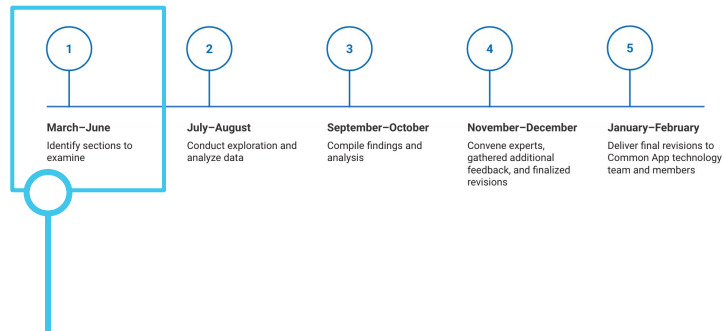 1
2
3
4
5
March–June
Identify sections to
examine
July–August
Conduct exploration and
analyze data
September–October
Compile findings and
analysis
November–December
Convene experts,
gathered additional
feedback, and finalized
revisions
January–February
Deliver final revisions to
Common App technology
team and members